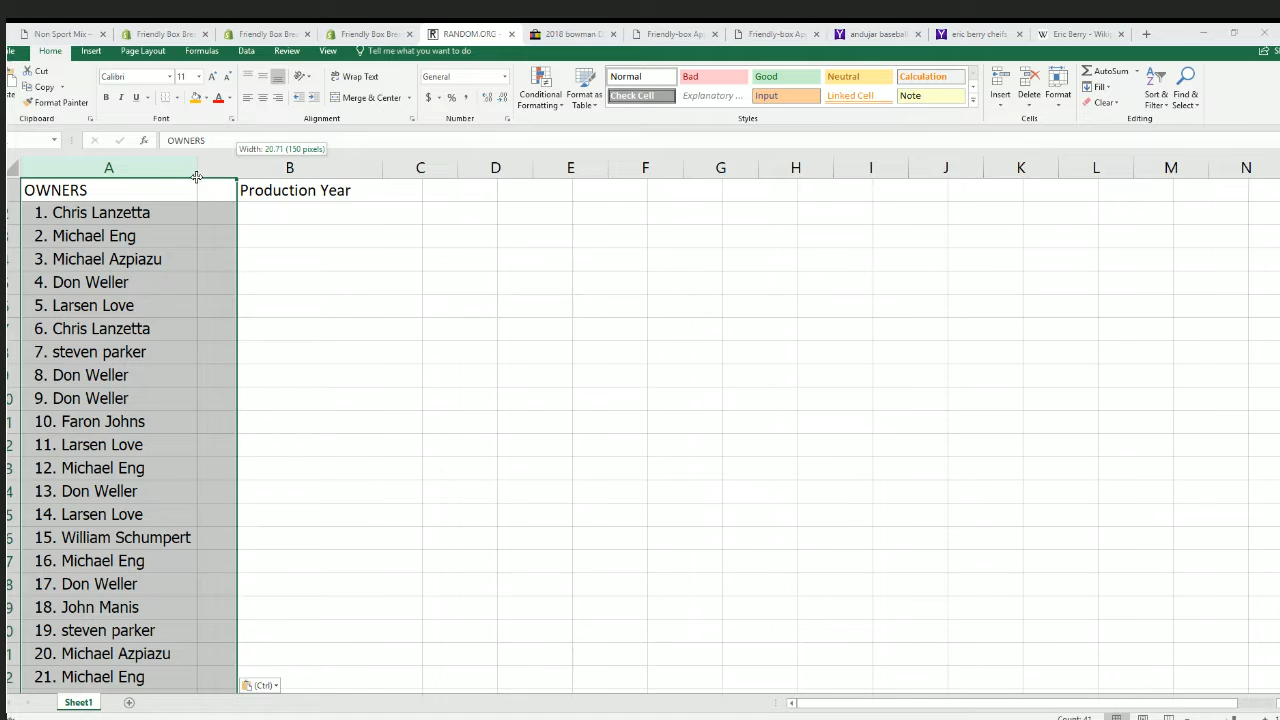 Non Sport Mix – Friendly Box Bre Friendly Box Bre Friendly Box Bre RANDOM.ORG - 2018 bowman D Friendly-box Ap Friendly-box Ap andujar baseball eric berry cheifs Eric Berry - Wiki
Home Insert Page Layout Formulas Data Review View Tell me what you want to do
Cut Calibri 11 Wrap Text General Normal Bad Good Neutral Calculation AutoSum
Copy Fill
Format Painter Merge & Center Conditional Formatting Format as Table Check Cell Explanatory ... Input Linked Cell Note Insert Delete Format Clear Sort & Filter Find & Select
Clipboard Font Alignment Number Styles Cells Editing
OWNERS
Width: 20.71 (150 pixels)
A B C D E F G H I J K L M N
OWNERS Production Year
1. Chris Lanzetta
2. Michael Eng
3. Michael Azpiazu
4. Don Weller
5. Larsen Love
6. Chris Lanzetta
7. steven parker
8. Don Weller
9. Don Weller
10. Faron Johns
11. Larsen Love
12. Michael Eng
13. Don Weller
14. Larsen Love
15. William Schumpert
16. Michael Eng
17. Don Weller
18. John Manis
19. steven parker
20. Michael Azpiazu
21. Michael Eng
(Ctrl)
Sheet1
Count: 41